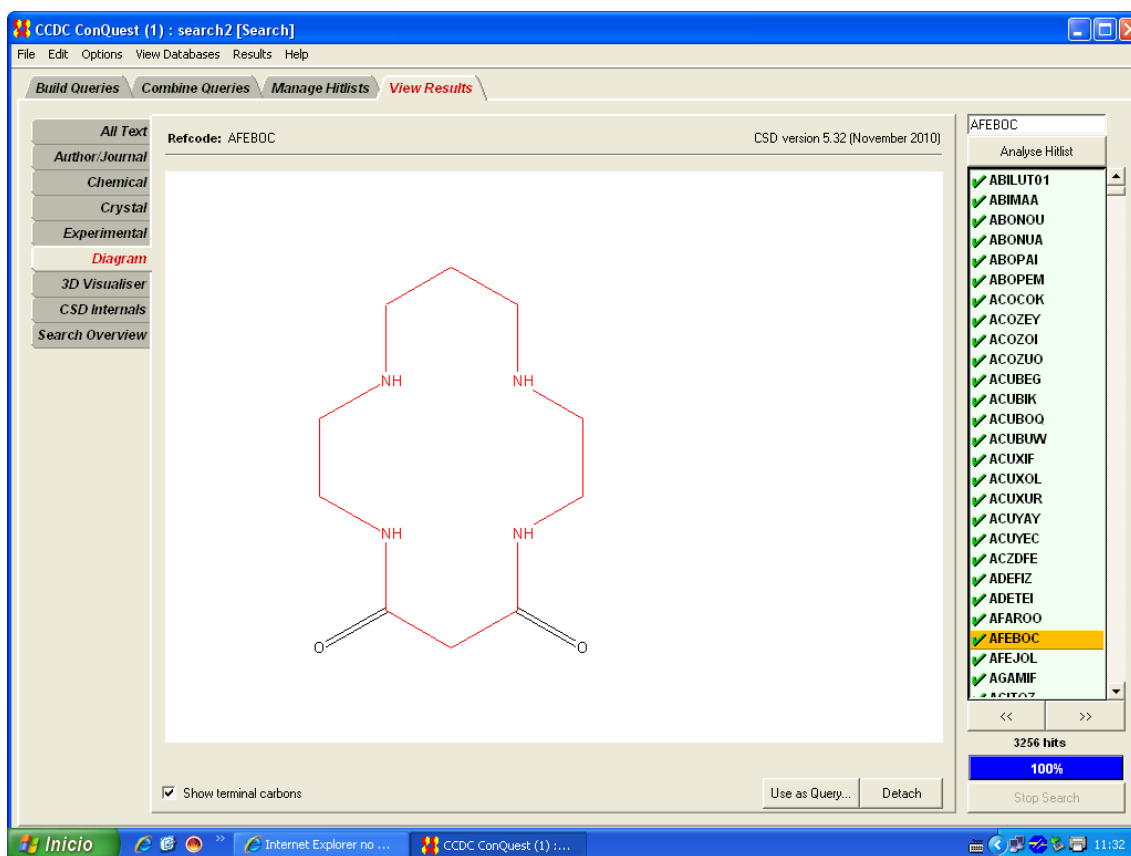 CCDC ConQuest (1) : search2 [Search]
File Edit Options View Databases Results Help
Build Queries Combine Queries Manage Hitlists View Results
All Text
Author/Journal
Chemical
Crystal
Experimental
Diagram
3D Visualiser
CSD Internals
Search Overview
Refcode: AFEBOC CSD version 5.32 (November 2010)
NH NH
NH NH
O O
Show terminal carbons
Use as Query... Detach
AFEBOC
Analyse Hitlist
ABILUT01
ABIMAA
ABONOU
ABONUA
ABOPAI
ABOPEM
ACOCOK
ACOZEY
ACOZOI
ACOZUO
ACUBEG
ACUBIK
ACUBOQ
ACUBUW
ACUXIF
ACUXOL
ACUXUR
ACUYAY
ACUYEC
ACZDFE
ADEFIZ
ADETEI
AFAROO
AFEBOC
AFEJOL
AGAMIF
<< >>
3256 hits
100%
Stop Search
Inicio » Internet Explorer no ... CCDC ConQuest (1) :... 11:32